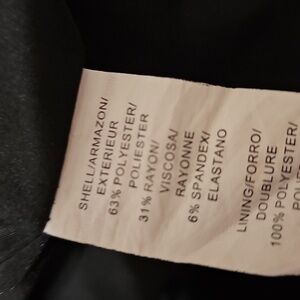 SHELL/ARMAZON/
EXTERIEUR
63% POLYESTER/
POLIESTER
31% RAYON/
VISCOSA/
RAYONNE
6% SPANDEX/
ELASTANO
LINING/FORRO/
DOUBLURE
100% POLYESTER/